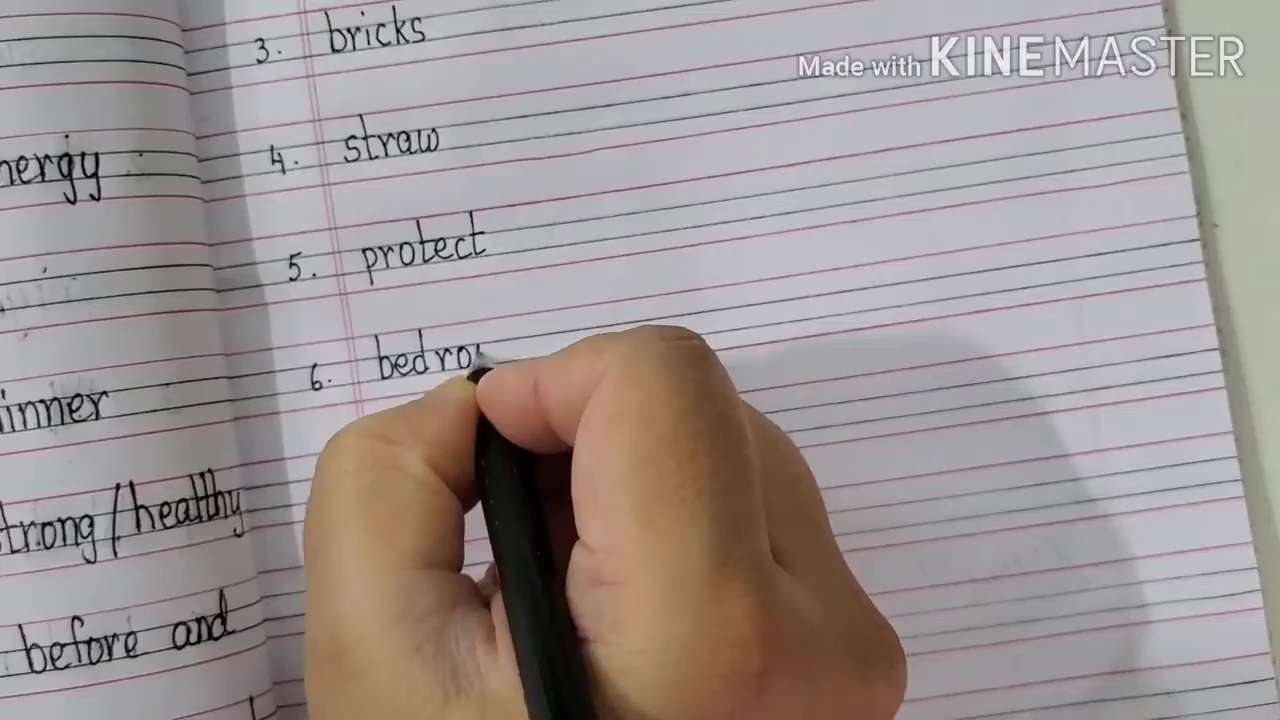 Made with KINEMASTER
nergy
inner
trong/healthy
before and
3. bricks
4. straw
5. protect
6. bedro